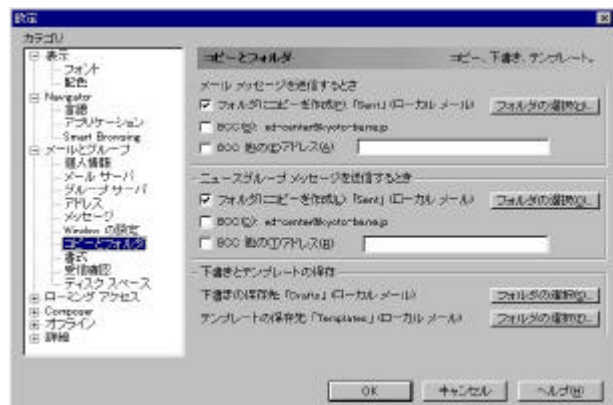 設定
カテゴリ
表示
フォント
配色
Navigator
言語
アプリケーション
Smart Browsing
メールとグループ
個人情報
メール サーバ
グループ サーバ
アドレス
メッセージ
Window の設定
コピーとフォルダ
書式
受信確認
ディスク スペース
ローミング アクセス
Composer
オフライン
詳細
コピーとフォルダ コピー、下書き、テンプレート。
メール メッセージを送信するとき
フォルダにコピーを作成(P) 「Sent」 (ローカル メール) フォルダの選択(C)...
BCC(B): ed-center@kyoto-be.ne.jp
BCC 他のアドレス(A)
ニュースグループ メッセージを送信するとき
フォルダにコピーを作成(L) 「Sent」 (ローカル メール) フォルダの選択(O)...
BCC(G): ed-center@kyoto-be.ne.jp
BCC 他のアドレス(R)
下書きとテンプレートの保存
下書きの保存先 「Drafts」 (ローカル メール) フォルダの選択
テンプレートの保存先 「Templates」 (ローカル メール) フォルダの選択
OK キャンセル ヘルプ(H)